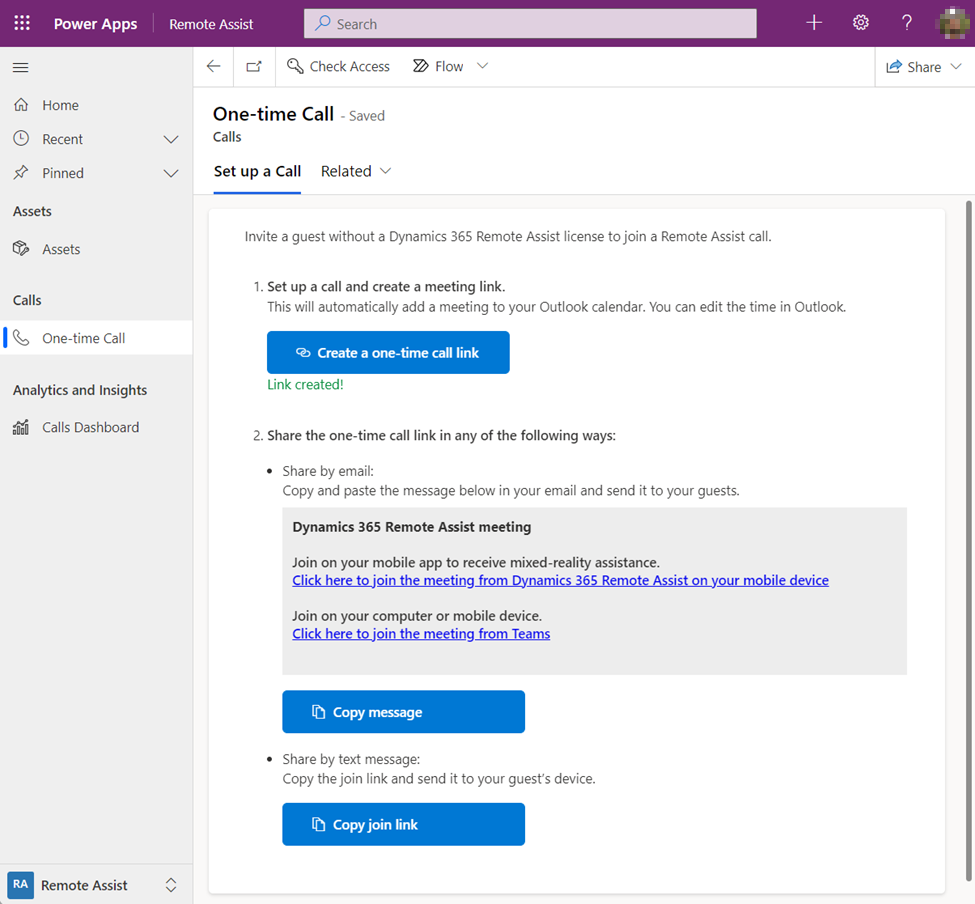 Power Apps
Remote Assist
Search
?
Check Access
Flow
Share
Home
Recent
Pinned
Assets
Assets
Calls
One-time Call
Analytics and Insights
Calls Dashboard
RA
Remote Assist
One-time Call - Saved
Calls
Set up a Call
Related
Invite a guest without a Dynamics 365 Remote Assist license to join a Remote Assist call.
1. Set up a call and create a meeting link.
This will automatically add a meeting to your Outlook calendar. You can edit the time in Outlook.
Create a one-time call link
Link created!
2. Share the one-time call link in any of the following ways:
• Share by email:
Copy and paste the message below in your email and send it to your guests.
Dynamics 365 Remote Assist meeting
Join on your mobile app to receive mixed-reality assistance.
Click here to join the meeting from Dynamics 365 Remote Assist on your mobile device
Join on your computer or mobile device.
Click here to join the meeting from Teams
Copy message
• Share by text message:
Copy the join link and send it to your guest's device.
Copy join link